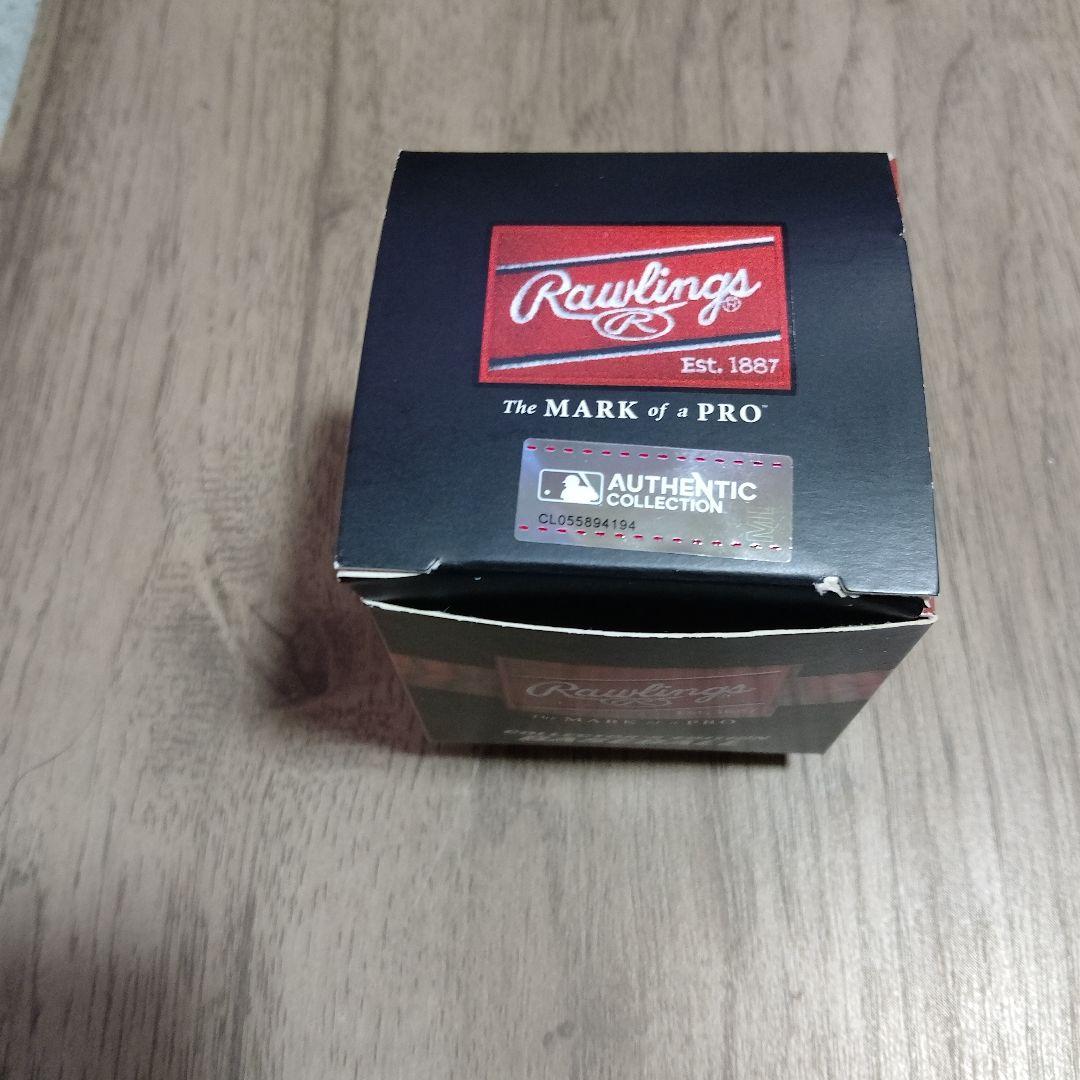 Rawlings
R
Est. 1887
The MARK of a PRO™
AUTHENTIC
COLLECTION
CL055894194
Rawlings
The MARK of a PRO